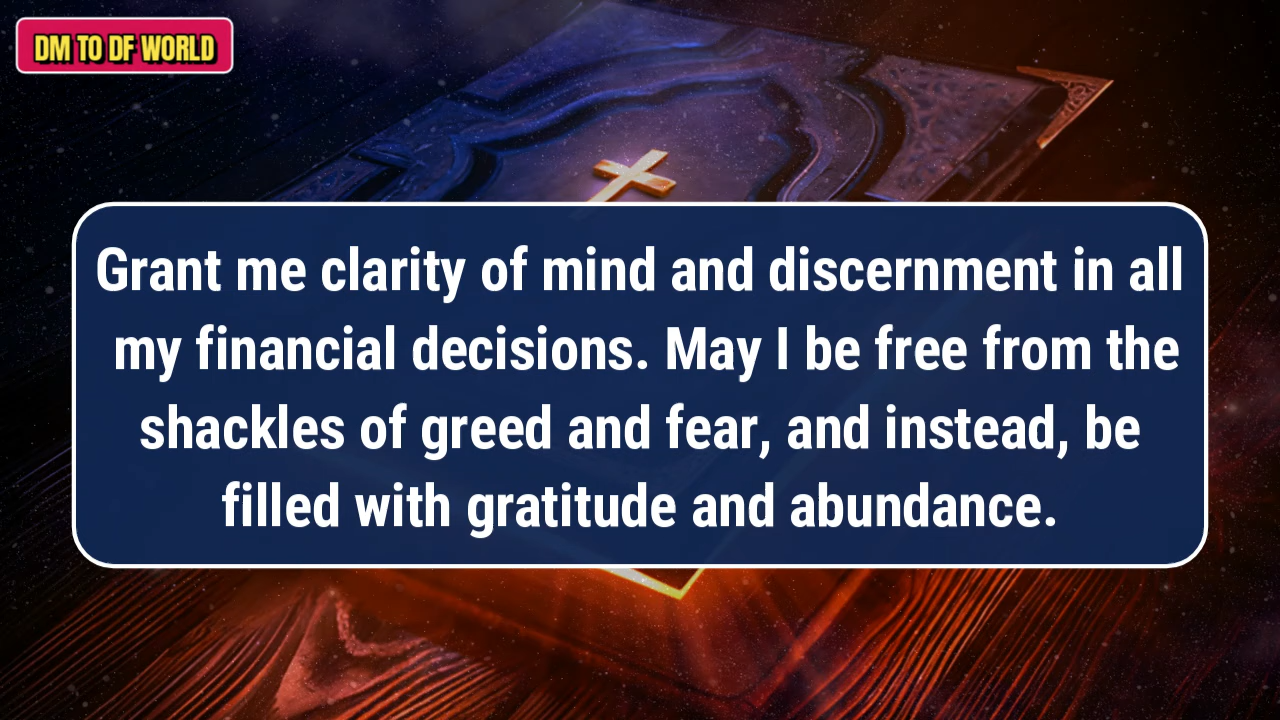 DM TO DF WORLD
Grant me clarity of mind and discernment in all
my financial decisions. May I be free from the
shackles of greed and fear, and instead, be
filled with gratitude and abundance.